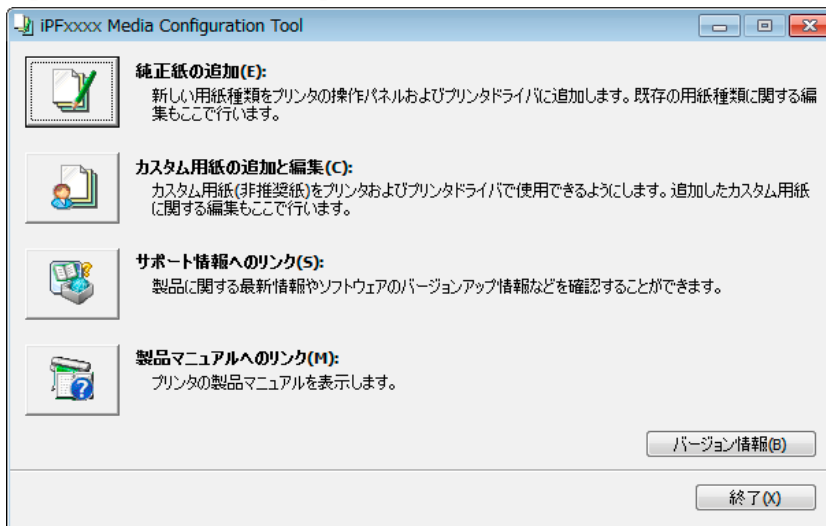 iPFxxxx Media Configuration Tool
純正紙の追加(E):
新しい用紙種類をプリンタの操作パネルおよびプリンタドライバに追加します。既存の用紙種類に関する編
集もここで行います。
カスタム用紙の追加と編集(C):
カスタム用紙(非推奨紙)をプリンタおよびプリンタドライバで使用できるようにします。追加したカスタム用紙
に関する編集もここで行います。
サポート情報へのリンク(S):
製品に関する最新情報やソフトウェアのバージョンアップ情報などを確認することができます。
製品マニュアルへのリンク(M):
プリンタの製品マニュアルを表示します。
バージョン情報(B)
終了(X)